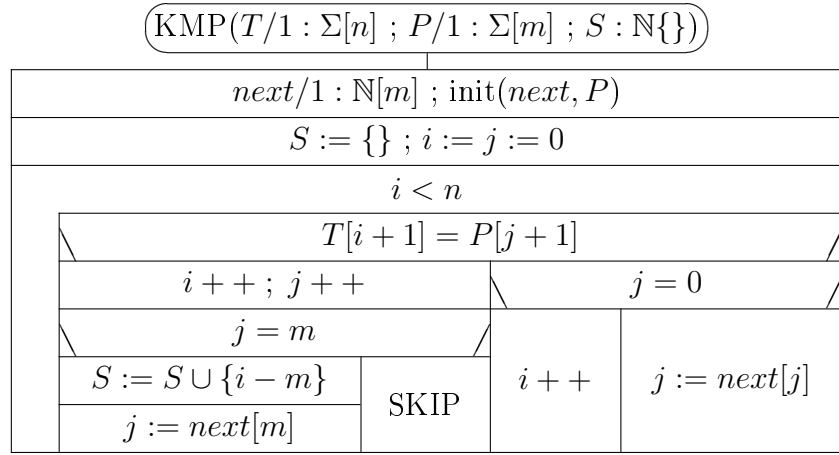 KMP(T/1 : Σ[n] ; P/1 : Σ[m] ; S : ℕ{})
next/1 : ℕ[m] ; init(next, P)
S := {} ; i := j := 0
i < n
T[i + 1] = P[j + 1]
i + + ; j + +
j = 0
j = m
S := S ∪ {i − m}
SKIP
i + +
j := next[j]
j := next[m]